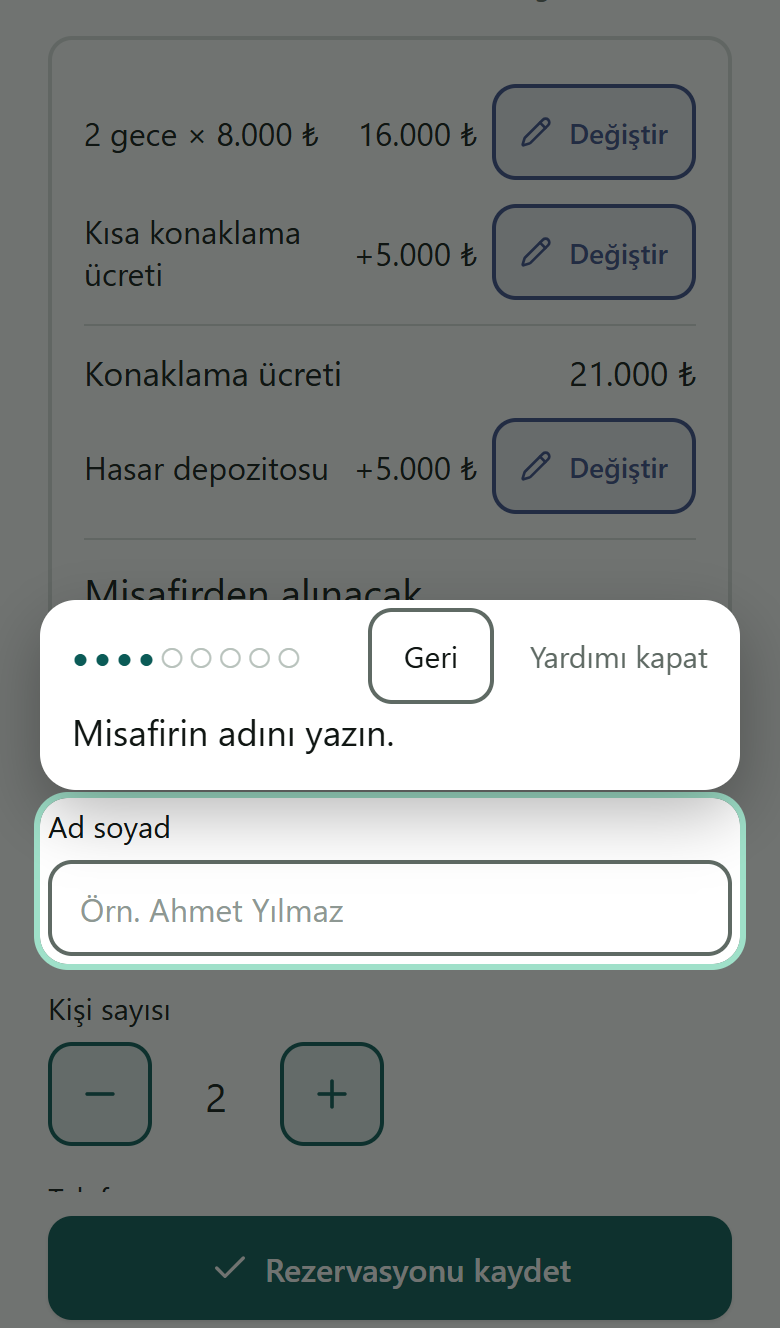 2 gece × 8.000 ₺ 16.000 ₺ Değiştir
Kısa konaklama
ücreti
+5.000 ₺ Değiştir
Konaklama ücreti 21.000 ₺
Hasar depozitosu +5.000 ₺ Değiştir
Misafirden alınacak
Geri Yardımı kapat
Misafirin adını yazın.
Ad soyad
Örn. Ahmet Yılmaz
Kişi sayısı
− 2 +
Rezervasyonu kaydet